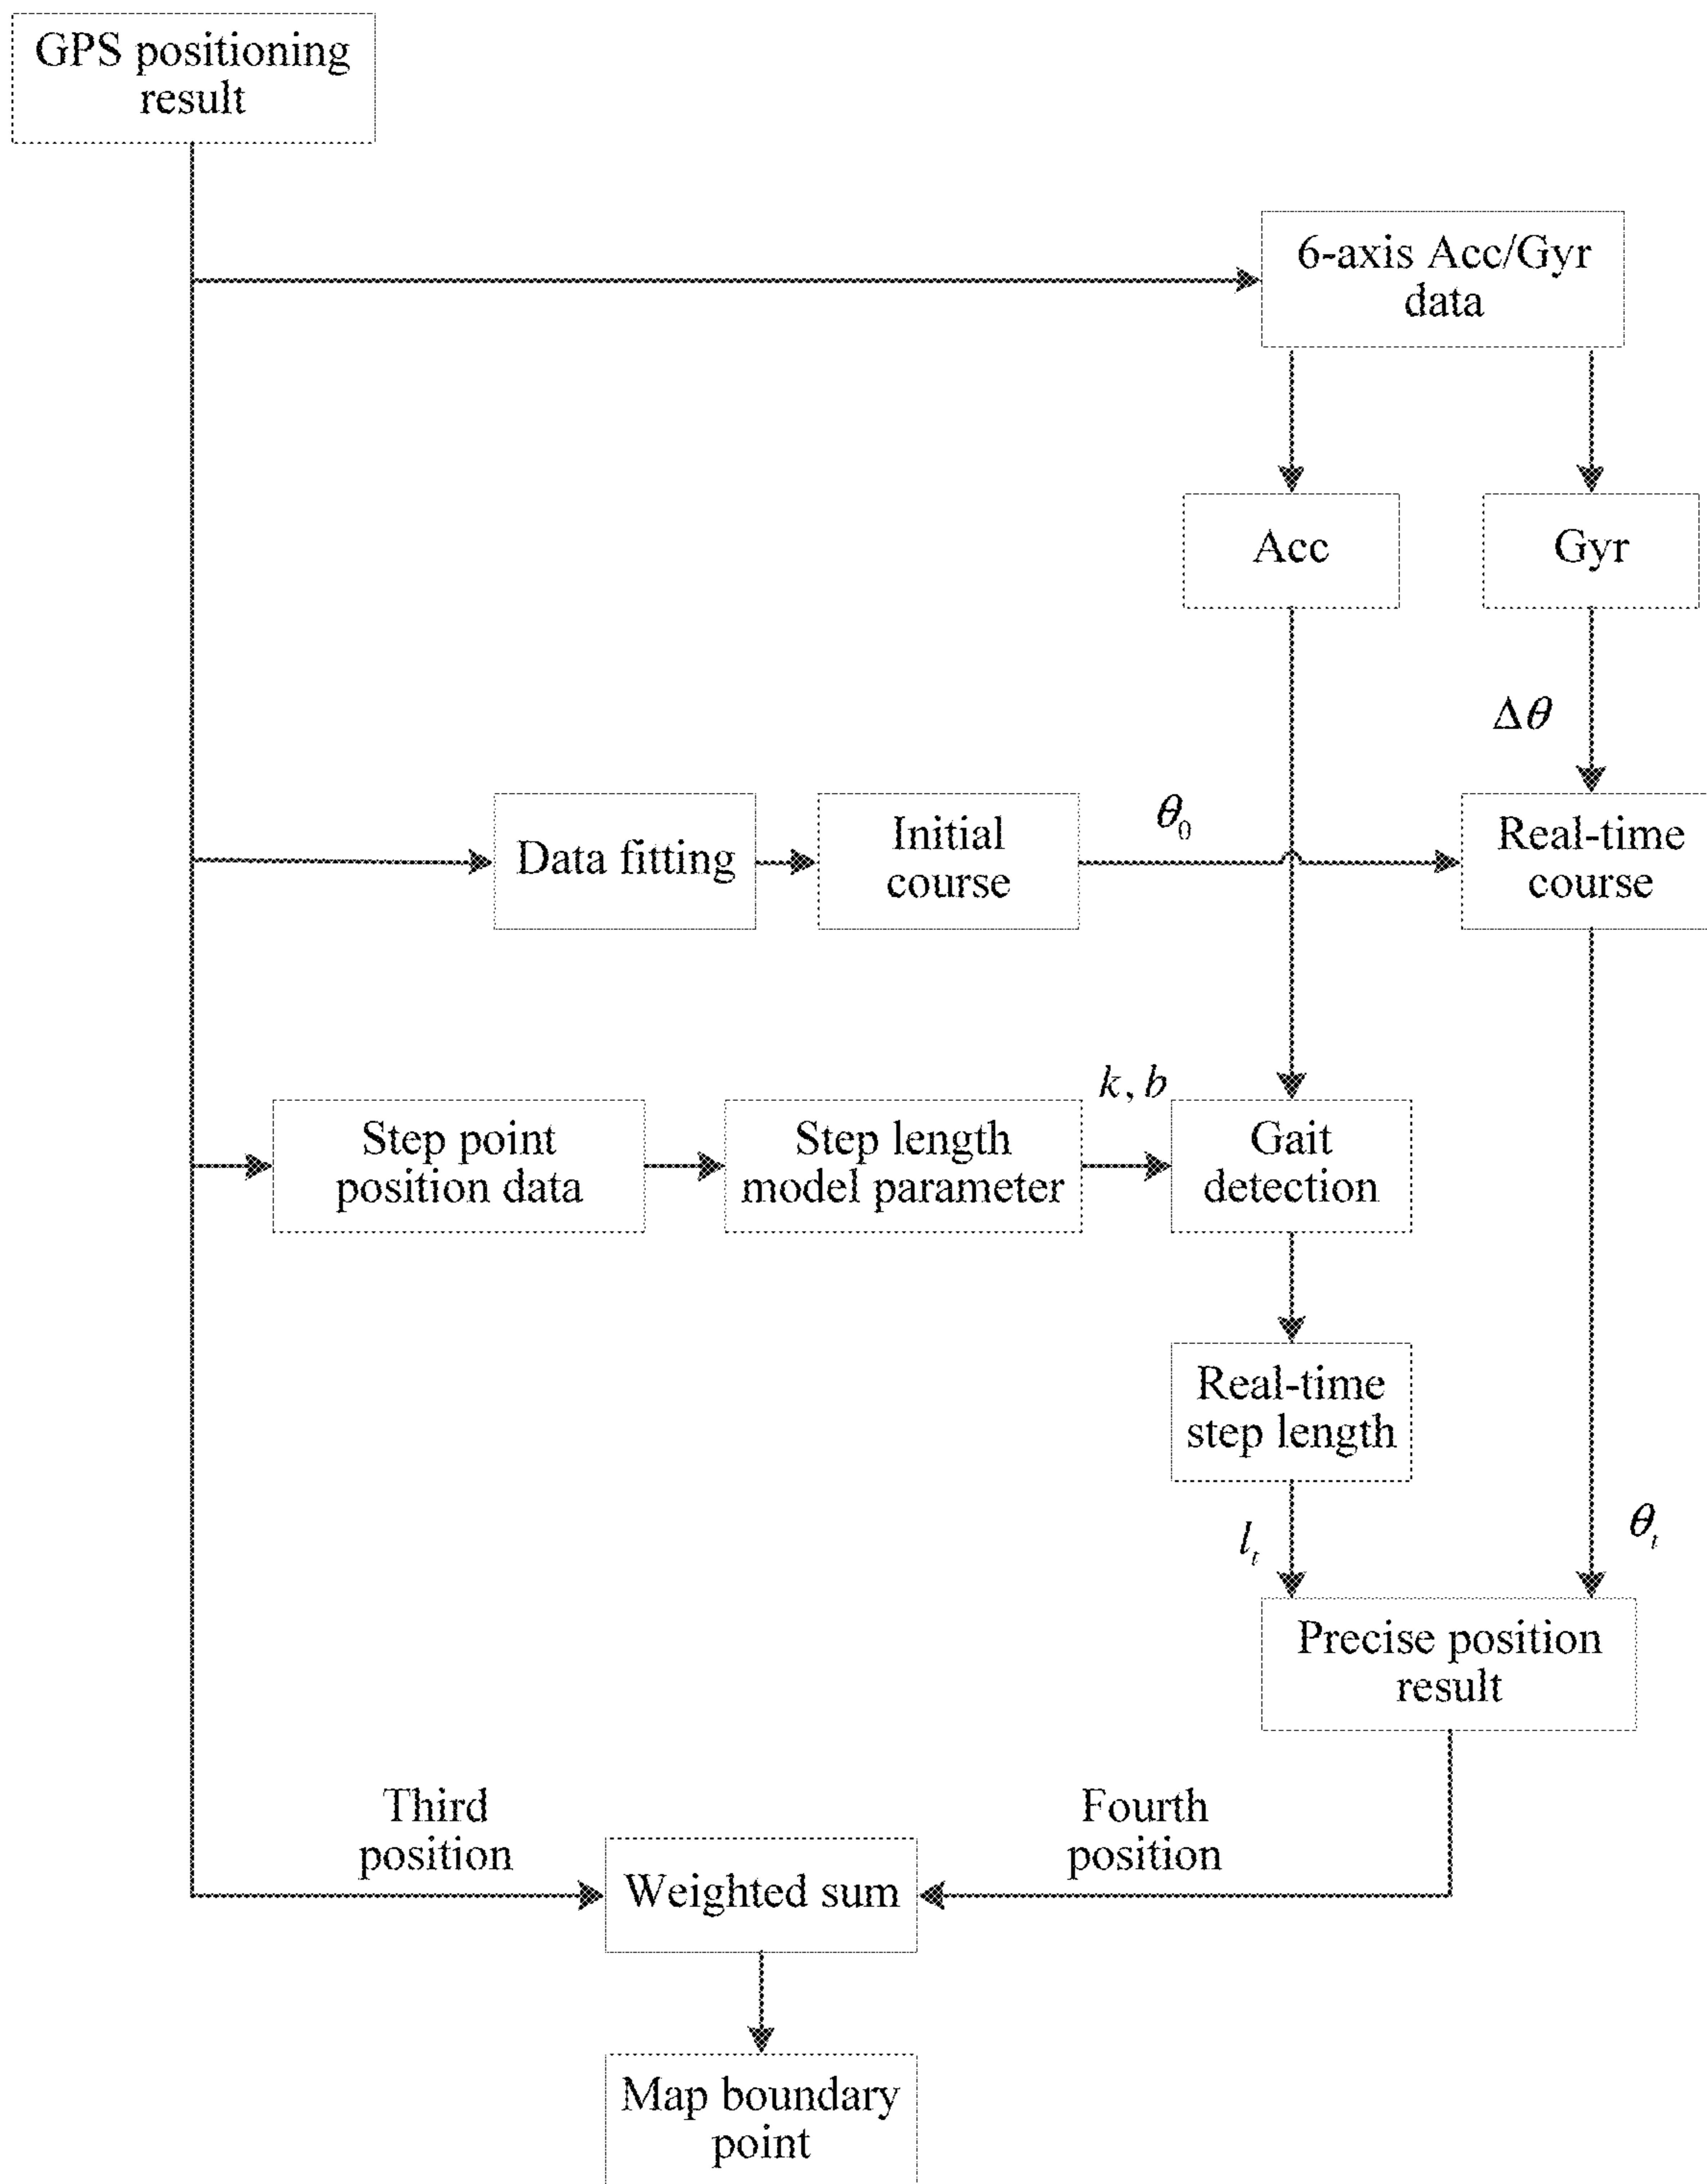 GPS positioning
result
6-axis Acc/Gyr
data
Acc
Gyr
Δθ
Data fitting
Initial
course
θ₀
Real-time
course
Step point
position data
Step length
model parameter
k, b
Gait
detection
Real-time
step length
lₜ
θₜ
Precise position
result
Third
position
Fourth
position
Weighted sum
Map boundary
point